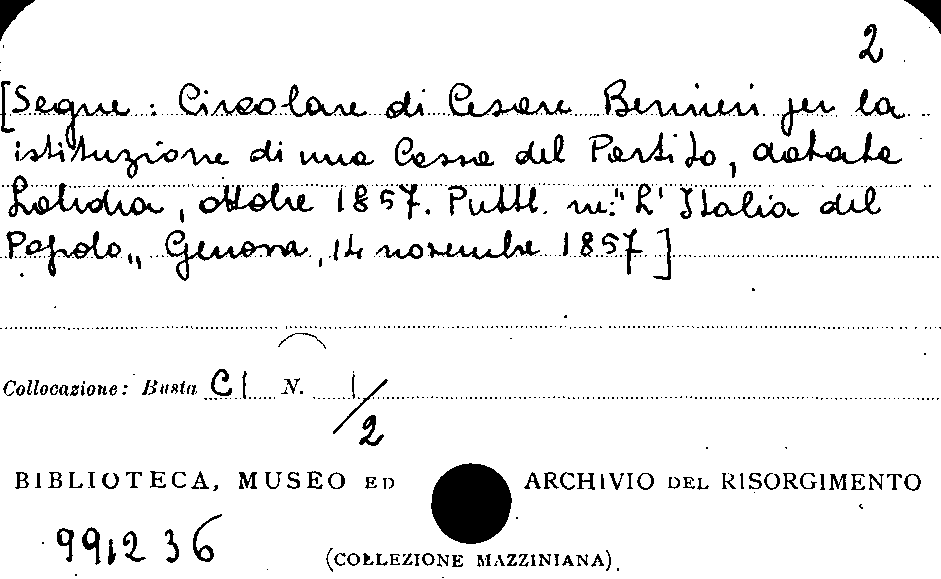 2
[Segue: Circolare di Cesare Bernieri per la
istituzione di una Cassa del Partito, datata
Londra, ottobre 1857. Pubbl. ne: "L' Italia del
Popolo„ Genova, 14 novembre 1857]
Collocazione: Busta C1 N. 1/2
BIBLIOTECA, MUSEO ED ARCHIVIO DEL RISORGIMENTO
991236
(COLLEZIONE MAZZINIANA)